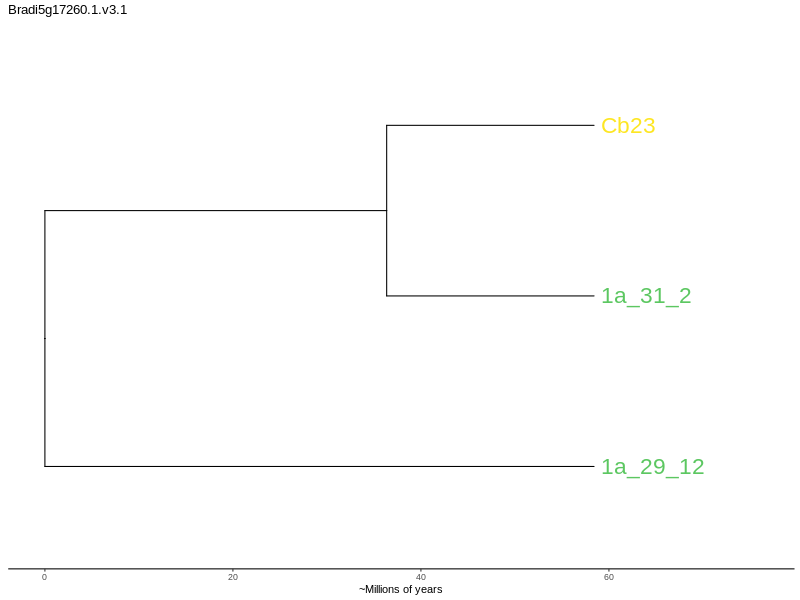 Bradi5g17260.1.v3.1
Cb23
1a_31_2
1a_29_12
0 20 40 60
~Millions of years